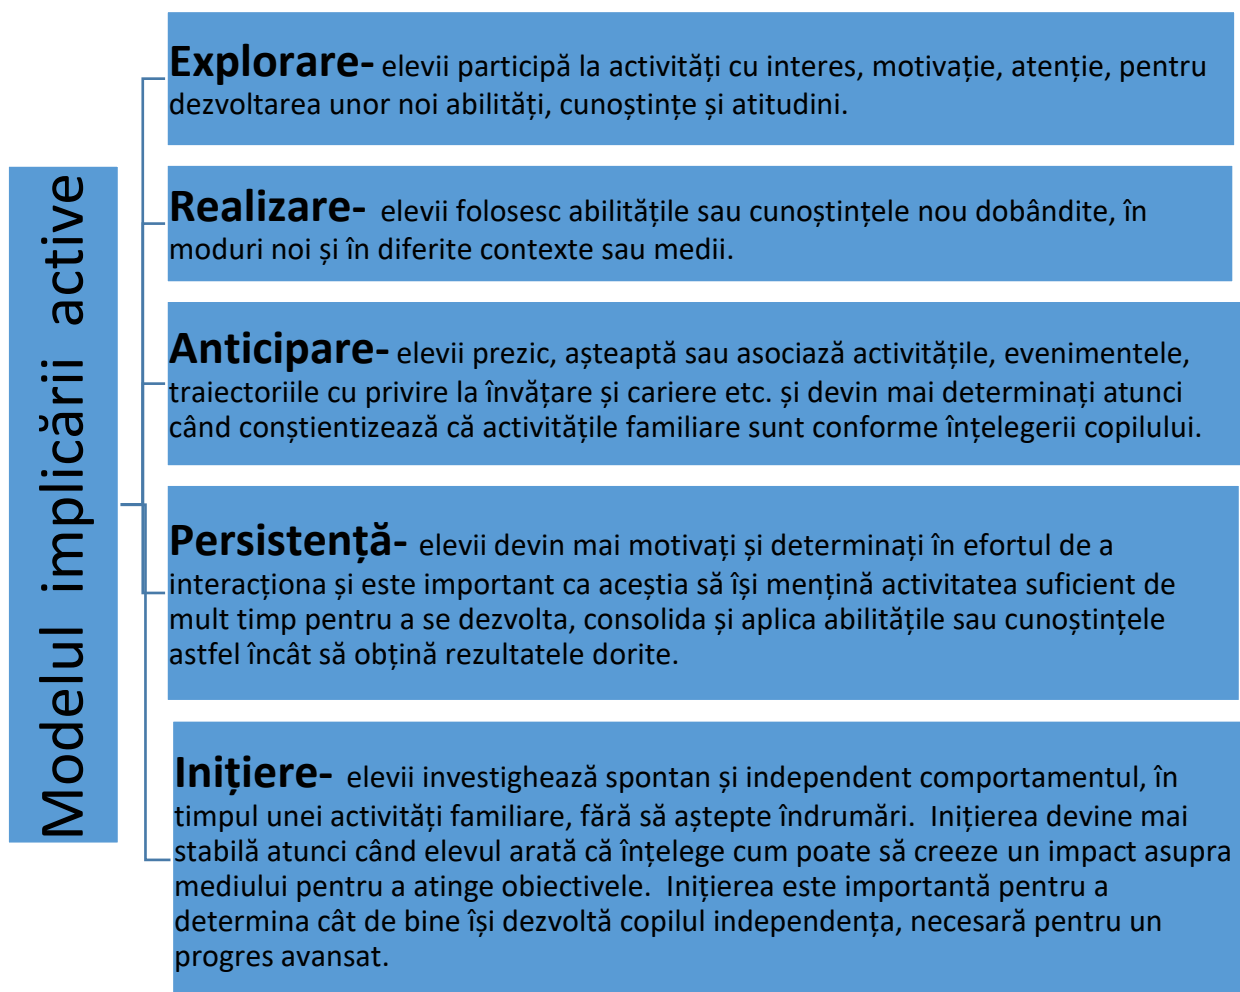 Modelul implicării active
Explorare- elevii participă la activități cu interes, motivație, atenție, pentru
dezvoltarea unor noi abilități, cunoștințe și atitudini.
Realizare- elevii folosesc abilitățile sau cunoștințele nou dobândite, în
moduri noi și în diferite contexte sau medii.
Anticipare- elevii prezic, așteaptă sau asociază activitățile, evenimentele,
traiectoriile cu privire la învățare și cariere etc. și devin mai determinați atunci
când conștientizează că activitățile familiare sunt conforme înțelegerii copilului.
Persistență- elevii devin mai motivați și determinați în efortul de a
interacționa și este important ca aceștia să își mențină activitatea suficient de
mult timp pentru a se dezvolta, consolida și aplica abilitățile sau cunoștințele
astfel încât să obțină rezultatele dorite.
Inițiere- elevii investighează spontan și independent comportamentul, în
timpul unei activități familiare, fără să aștepte îndrumări. Inițierea devine mai
stabilă atunci când elevul arată că înțelege cum poate să creeze un impact asupra
mediului pentru a atinge obiectivele. Inițierea este importantă pentru a
determina cât de bine își dezvoltă copilul independența, necesară pentru un
progres avansat.